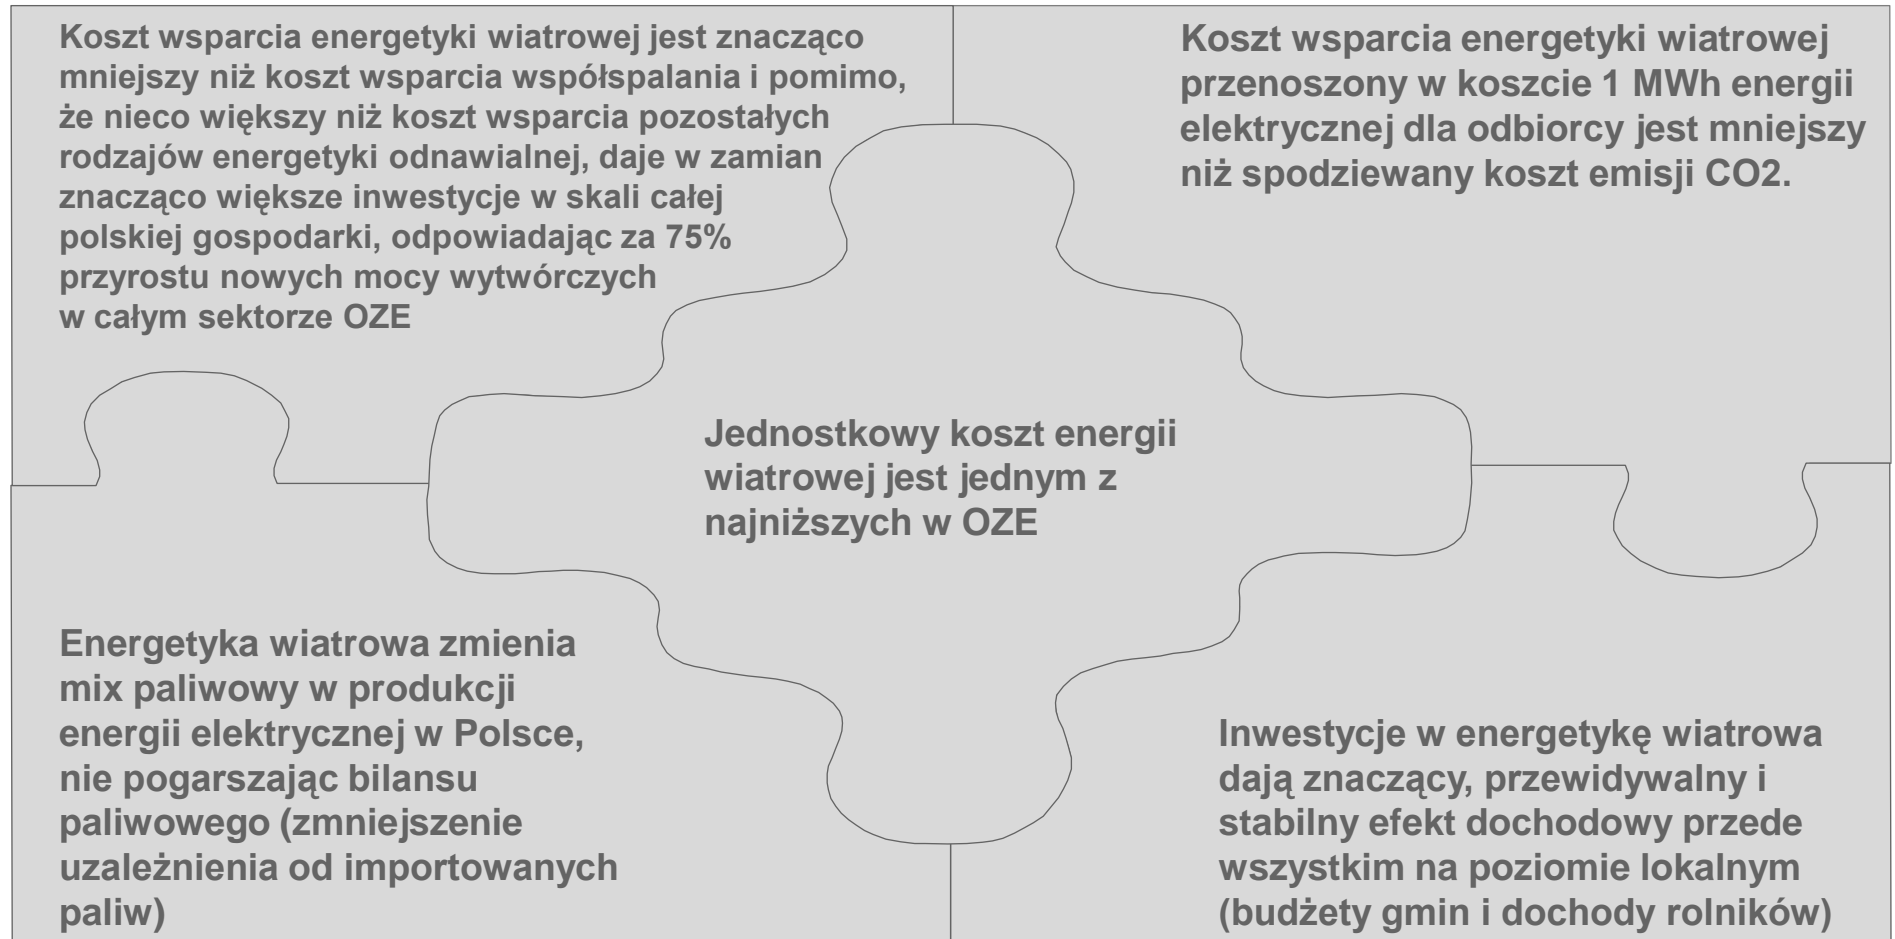 Koszt wsparcia energetyki wiatrowej jest znacząco
mniejszy niż koszt wsparcia współspalania i pomimo,
że nieco większy niż koszt wsparcia pozostałych
rodzajów energetyki odnawialnej, daje w zamian
znacząco większe inwestycje w skali całej
polskiej gospodarki, odpowiadając za 75%
przyrostu nowych mocy wytwórczych
w całym sektorze OZE
Koszt wsparcia energetyki wiatrowej
przenoszony w koszcie 1 MWh energii
elektrycznej dla odbiorcy jest mniejszy
niż spodziewany koszt emisji CO2.
Jednostkowy koszt energii
wiatrowej jest jednym z
najniższych w OZE
Energetyka wiatrowa zmienia
mix paliwowy w produkcji
energii elektrycznej w Polsce,
nie pogarszając bilansu
paliwowego (zmniejszenie
uzależnienia od importowanych
paliw)
Inwestycje w energetykę wiatrowa
dają znaczący, przewidywalny i
stabilny efekt dochodowy przede
wszystkim na poziomie lokalnym
(budżety gmin i dochody rolników)